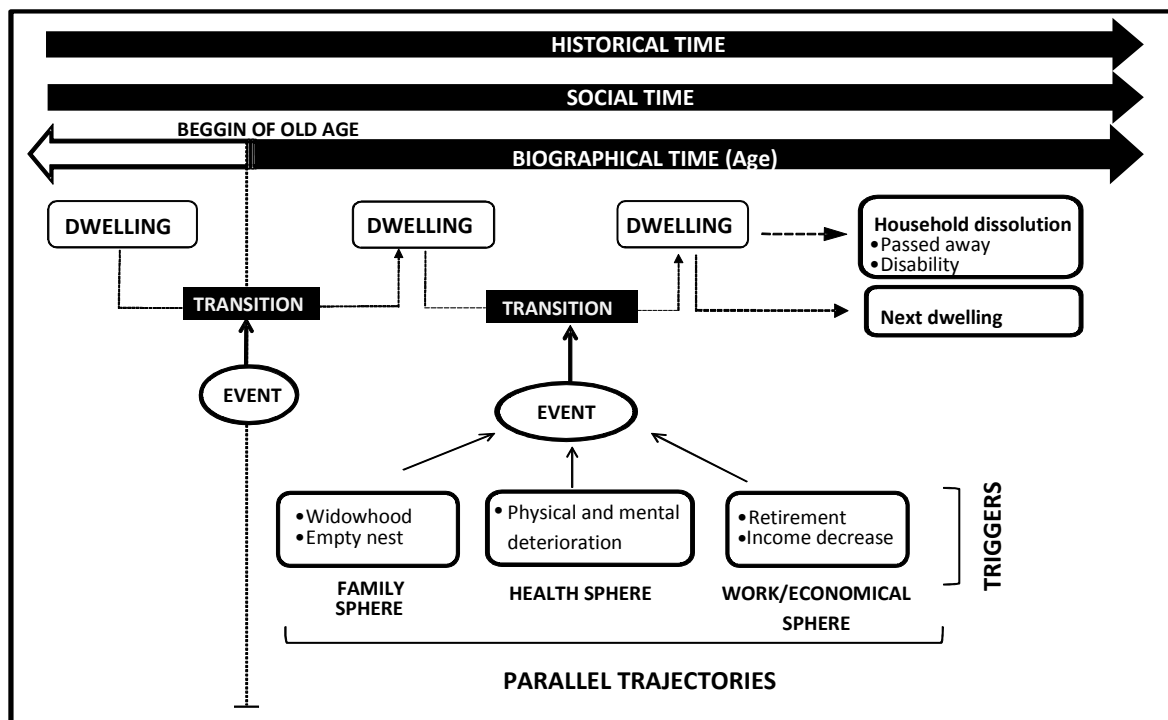 HISTORICAL TIME
SOCIAL TIME
BEGGIN OF OLD AGE
BIOGRAPHICAL TIME (Age)
DWELLING
DWELLING
DWELLING
Household dissolution
• Passed away
• Disability
TRANSITION
TRANSITION
Next dwelling
EVENT
EVENT
• Widowhood
• Empty nest
• Physical and mental
deterioration
• Retirement
• Income decrease
TRIGGERS
FAMILY
SPHERE
HEALTH SPHERE
WORK/ECONOMICAL
SPHERE
PARALLEL TRAJECTORIES